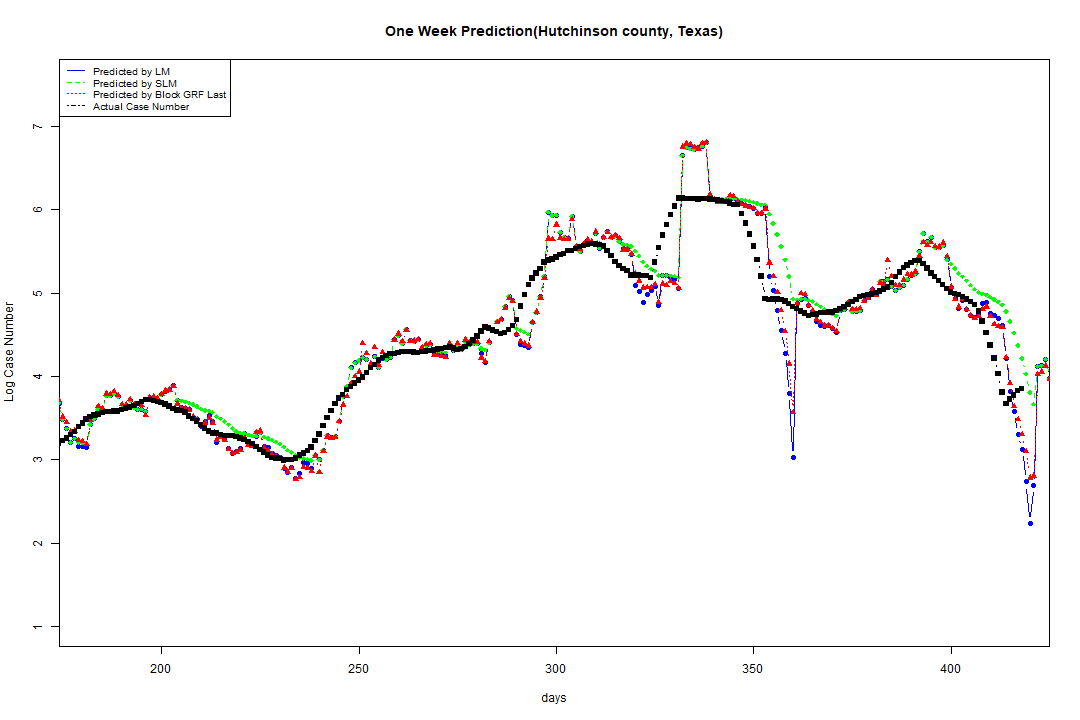 One Week Prediction(Hutchinson county, Texas)
Predicted by LM
Predicted by SLM
Predicted by Block GRF Last
Actual Case Number
7
6
5
4
3
2
1
Log Case Number
200 250 300 350 400
days